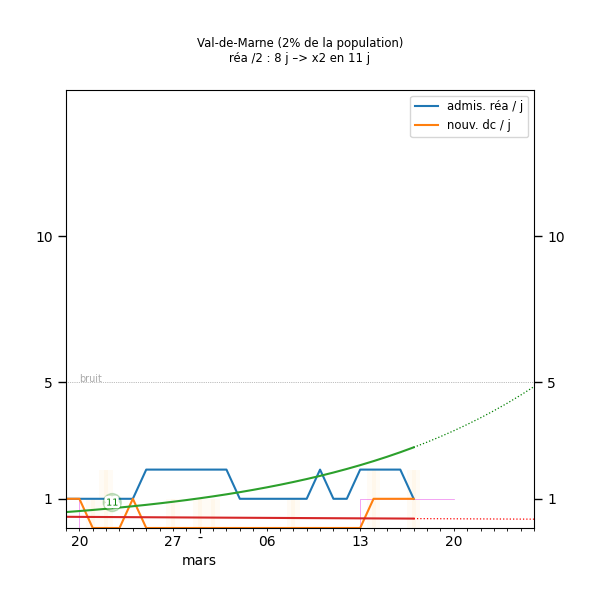 Val-de-Marne (2% de la population)
réa /2 : 8 j –> x2 en 11 j
admis. réa / j
nouv. dc / j
10
10
bruit
5
5
11
1
1
20
27
-
06
13
20
mars